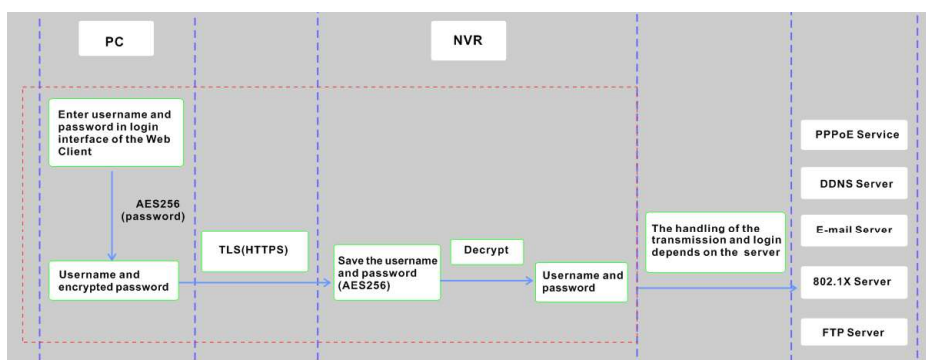 PC
NVR
Enter username and
password in login
interface of the Web
Client
AES256
(password)
Username and
encrypted password
TLS(HTTPS)
Save the username
and password
(AES256)
Decrypt
Username and
password
The handling of the
transmission and login
depends on the server
PPPoE Service
DDNS Server
E-mail Server
802.1X Server
FTP Server